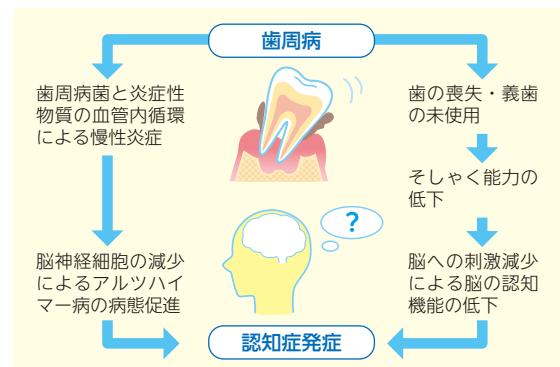 歯周病
歯周病菌と炎症性
物質の血管内循環
による慢性炎症
脳神経細胞の減少
によるアルツハイ
マー病の病態促進
歯の喪失・義歯
の未使用
そしゃく能力の
低下
脳への刺激減少
による脳の認知
機能の低下
?
認知症発症